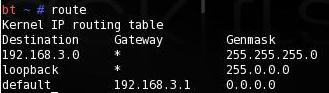 bt ~ # route
Kernel IP routing table
Destination Gateway Genmask
192.168.3.0 * 255.255.255.0
loopback * 255.0.0.0
default 192.168.3.1 0.0.0.0